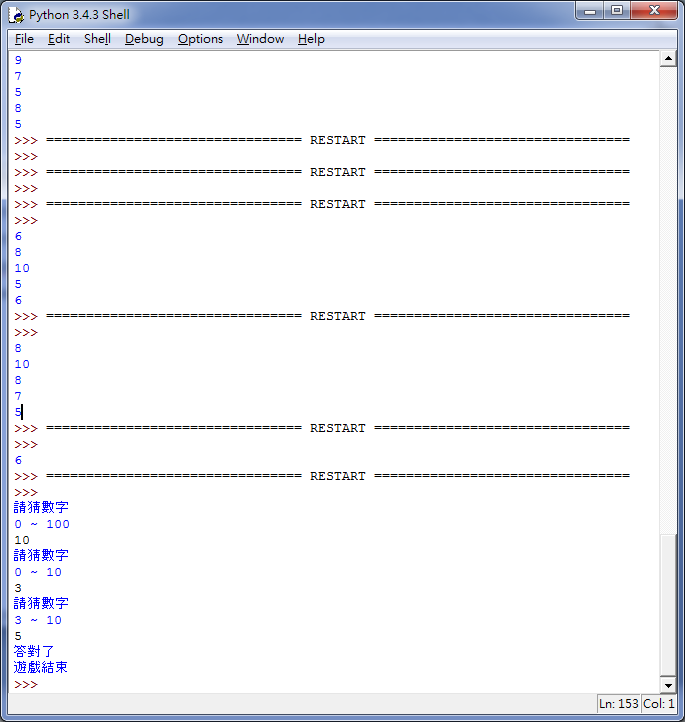 Python 3.4.3 Shell
File Edit Shell Debug Options Window Help
9
7
5
8
5
>>> ================================ RESTART ================================
>>>
>>> ================================ RESTART ================================
>>>
>>> ================================ RESTART ================================
>>>
6
8
10
5
6
>>> ================================ RESTART ================================
>>>
8
10
8
7
5
>>> ================================ RESTART ================================
>>>
6
>>> ================================ RESTART ================================
>>>
請猜數字
0 ~ 100
10
請猜數字
0 ~ 10
3
請猜數字
3 ~ 10
5
答對了
遊戲結束
>>>
Ln: 153 Col: 1